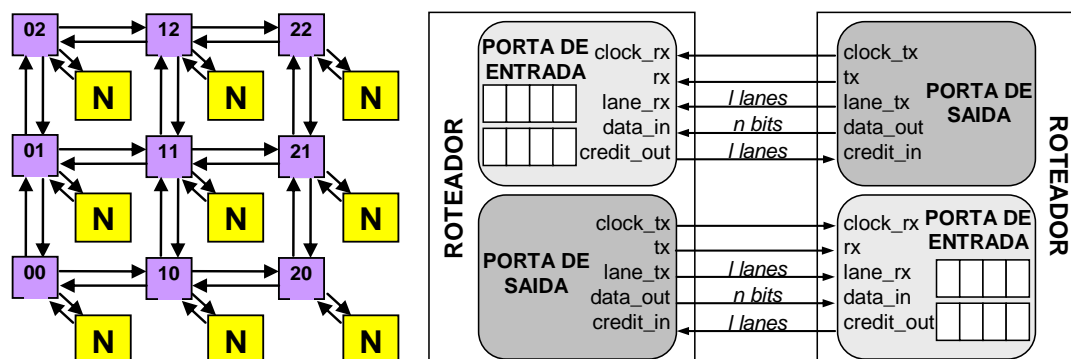 02 12 22
N N N
01 11 21
N N N
00 10 20
N N N
ROTEADOR
PORTA DE
ENTRADA
clock_rx
rx
lane_rx
data_in
credit_out
l lanes
n bits
l lanes
clock_tx
tx
lane_tx
data_out
credit_in
PORTA DE
SAIDA
ROTEADOR
PORTA DE
SAIDA
clock_tx
tx
lane_tx
data_out
credit_in
l lanes
n bits
l lanes
clock_rx
rx
lane_rx
data_in
credit_out
PORTA DE
ENTRADA